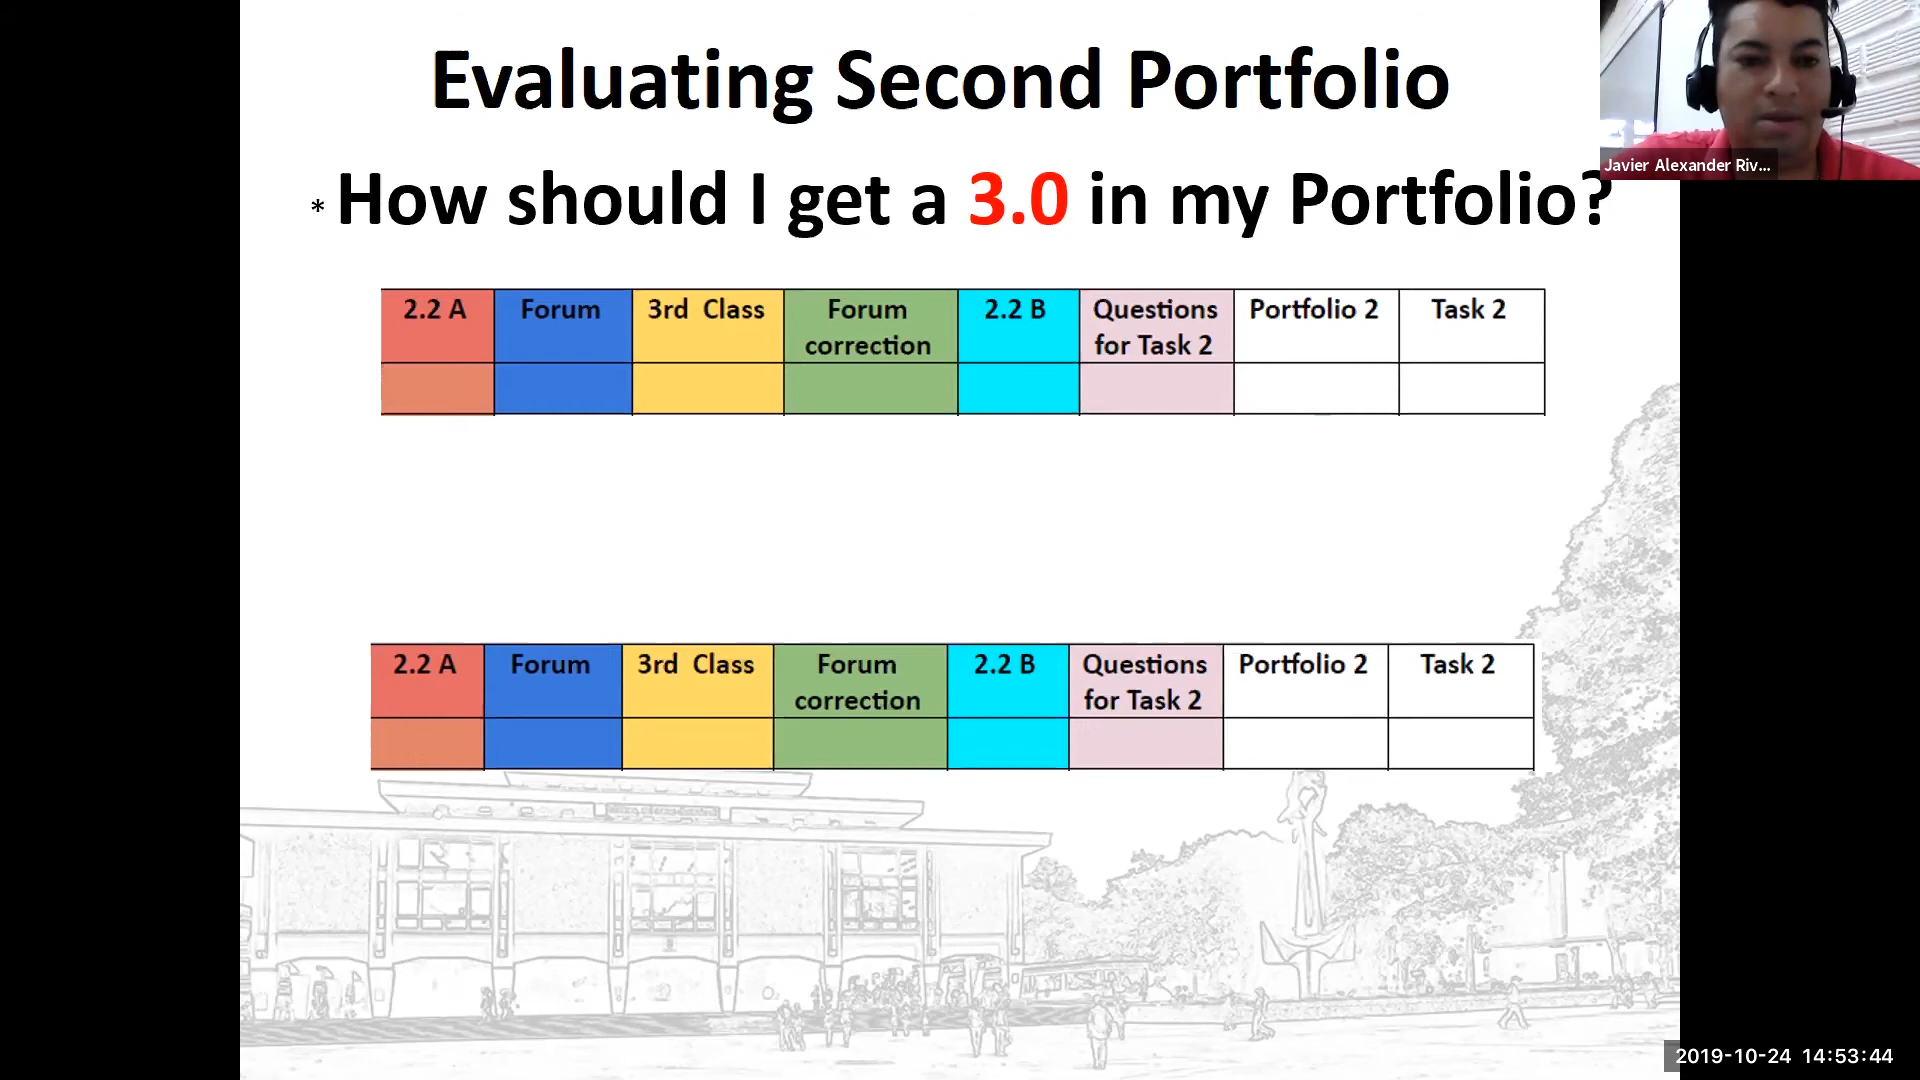 Evaluating Second Portfolio
* How should I get a 3.0 in my Portfolio?
Javier Alexander Riv...
2.2 A Forum 3rd Class Forum correction 2.2 B Questions for Task 2 Portfolio 2 Task 2
2.2 A Forum 3rd Class Forum correction 2.2 B Questions for Task 2 Portfolio 2 Task 2
2019-10-24 14:53:44